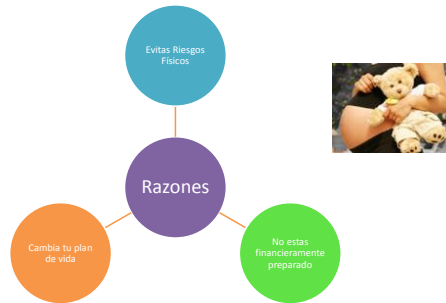 Evitas Riesgos
Físicos
Razones
Cambia tu plan
de vida
No estas
financieramente
preparado